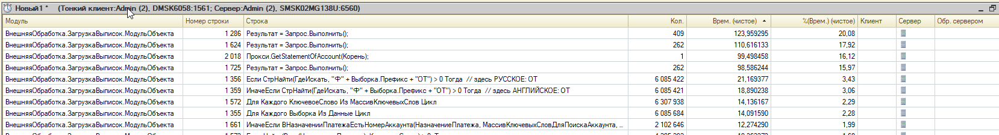 Новый1 * (Тонкий клиент:Admin (2), DMSK6058:1561; Сервер:Admin (2), SMSK02MG138U:6560)
Модуль Номер строки Строка Кол. Врем. (чистое) %(Врем.) (чистое) Клиент Сервер Обр. сервером
ВнешняяОбработка.ЗагрузкаВыписок.МодульОбъекта 1 286 Результат = Запрос.Выполнить(); 409 123,959295 20,08
ВнешняяОбработка.ЗагрузкаВыписок.МодульОбъекта 1 624 Результат = Запрос.Выполнить(); 262 110,616133 17,92
ВнешняяОбработка.ЗагрузкаВыписок.МодульОбъекта 2 018 Прокси.GetStatementOfAccount(Корень); 1 99,498458 16,12
ВнешняяОбработка.ЗагрузкаВыписок.МодульОбъекта 1 725 Результат = Запрос.Выполнить(); 262 98,586244 15,97
ВнешняяОбработка.ЗагрузкаВыписок.МодульОбъекта 1 356 Если СтрНайти(ГдеИскать, "Ф" + Выборка.Префикс + "ОТ") > 0 Тогда // здесь РУССКОЕ: ОТ 6 085 422 21,169377 3,43
ВнешняяОбработка.ЗагрузкаВыписок.МодульОбъекта 1 359 ИначеЕсли СтрНайти(ГдеИскать, "Ф" + Выборка.Префикс + "OT") > 0 Тогда // здесь АНГЛИЙСКОЕ: OT 6 085 421 18,890238 3,06
ВнешняяОбработка.ЗагрузкаВыписок.МодульОбъекта 1 572 Для Каждого КлючевоеСлово Из МассивКлючевыхСлов Цикл 6 307 938 14,136167 2,29
ВнешняяОбработка.ЗагрузкаВыписок.МодульОбъекта 1 355 Для Каждого Выборка Из Данные Цикл 6 085 684 14,091590 2,28
ВнешняяОбработка.ЗагрузкаВыписок.МодульОбъекта 1 661 ИначеЕсли ВНазначенииПлатежаЕстьНомерАккаунта(НазначениеПлатежа, МассивКлючевыхСловДляПоискаАккаунта, ... 2 102 646 12,274290 1,99